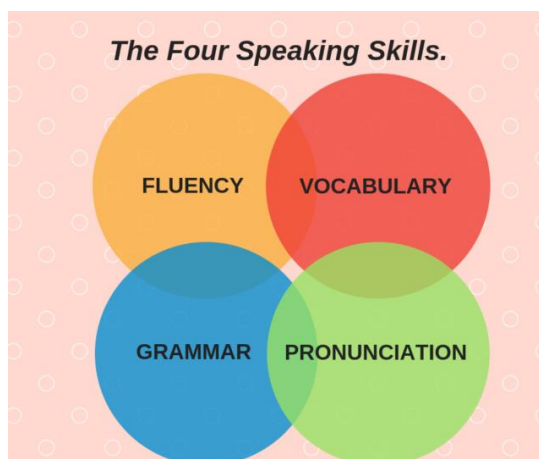 The Four Speaking Skills.
FLUENCY
VOCABULARY
GRAMMAR
PRONUNCIATION